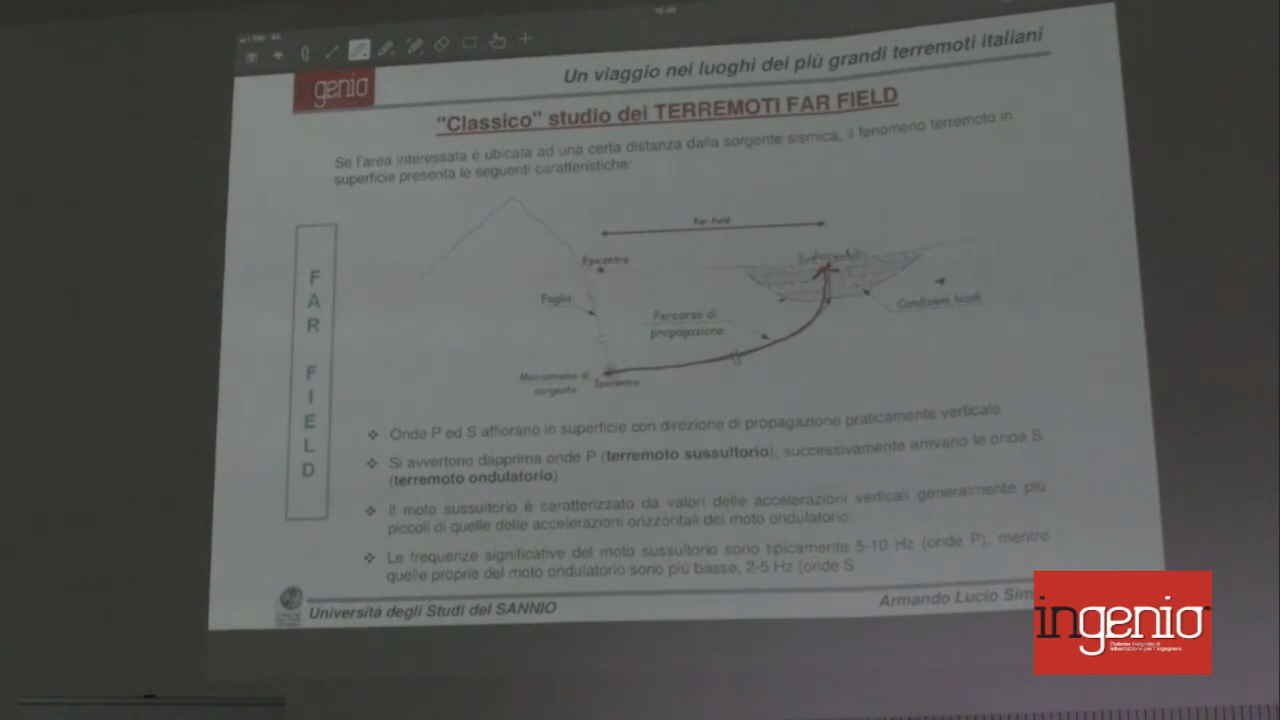 genio
Un viaggio nei luoghi dei più grandi terremoti italiani
"Classico" studio dei TERREMOTI FAR FIELD
Se l'area interessata è ubicata ad una certa distanza dalla sorgente sismica, il fenomeno terremoto in
superficie presenta le seguenti caratteristiche:
FAR FIELD
Far-field
Epicentro
Faglia
Percorso di
propagazione
Condizioni locali
Meccanismo di
sorgente
Ipocentro
❖ Onde P ed S affiorano in superficie con direzione di propagazione praticamente verticale
❖ Si avvertono dapprima onde P (terremoto sussultorio), successivamente arrivano le onde S
(terremoto ondulatorio)
❖ Il moto sussultorio è caratterizzato da valori delle accelerazioni verticali generalmente più
piccoli di quelle delle accelerazioni orizzontali del moto ondulatorio
❖ Le frequenze significative del moto sussultorio sono tipicamente 5-10 Hz (onde P), mentre
quelle proprie del moto ondulatorio sono più basse, 2-5 Hz (onde S
Università degli Studi del SANNIO
Armando Lucio Sim
ingenio